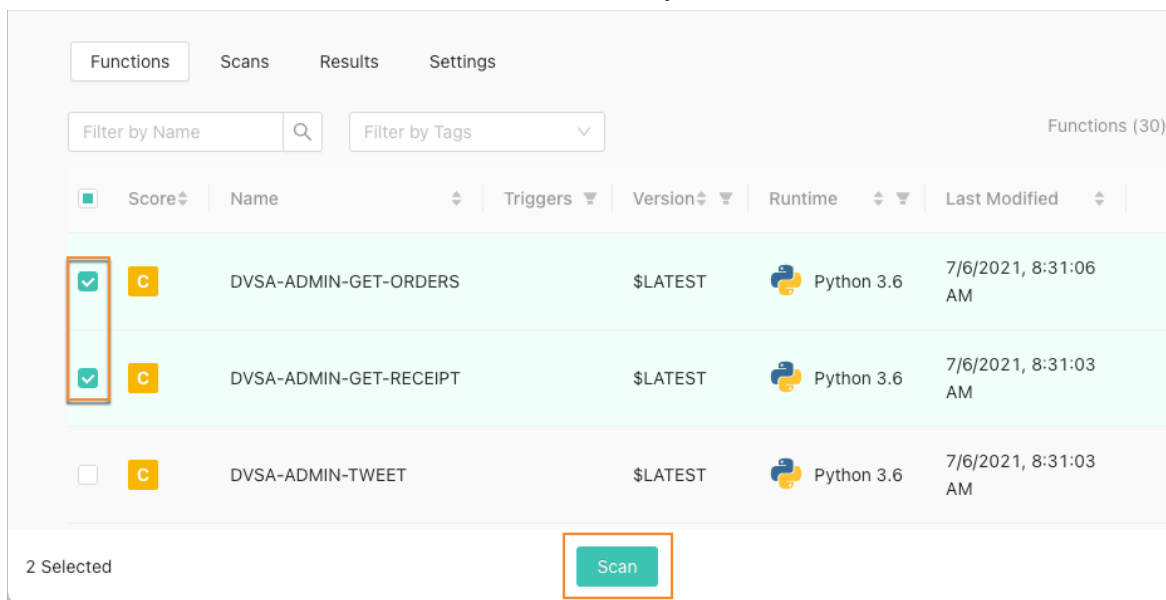 Functions Scans Results Settings
Filter by Name Filter by Tags Functions (30)
Score Name Triggers Version Runtime Last Modified
C DVSA-ADMIN-GET-ORDERS $LATEST Python 3.6 7/6/2021, 8:31:06
AM
C DVSA-ADMIN-GET-RECEIPT $LATEST Python 3.6 7/6/2021, 8:31:03
AM
C DVSA-ADMIN-TWEET $LATEST Python 3.6 7/6/2021, 8:31:03
AM
2 Selected Scan